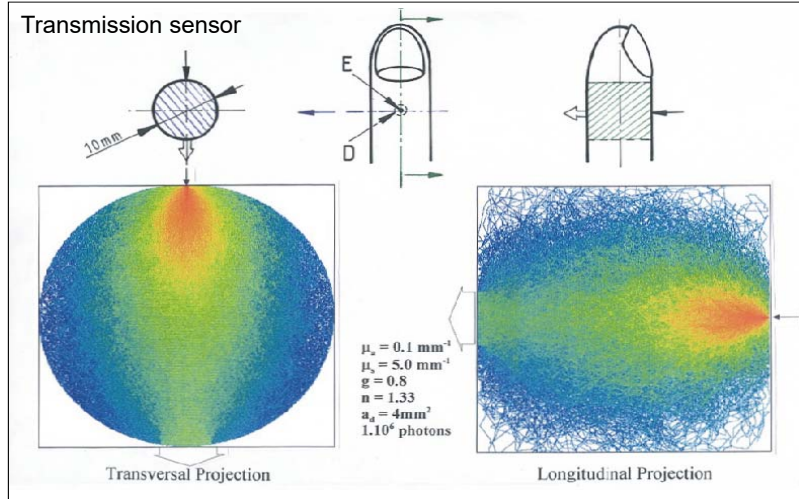 Transmission sensor
10mm
E
D
μₐ = 0.1 mm⁻¹
μₛ = 5.0 mm⁻¹
g = 0.8
n = 1.33
a_d = 4mm²
1.10⁶ photons
Transversal Projection
Longitudinal Projection